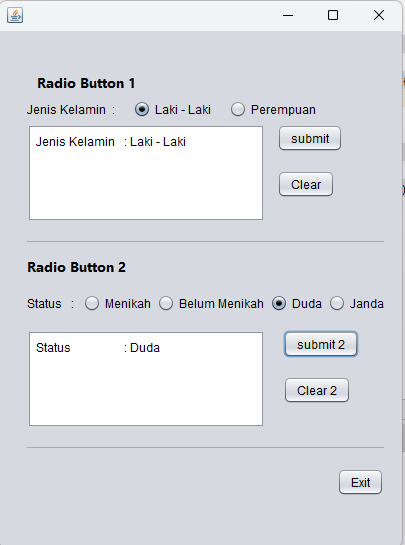 Radio Button 1
Jenis Kelamin : Laki - Laki Perempuan
Jenis Kelamin : Laki - Laki
submit
Clear
Radio Button 2
Status : Menikah Belum Menikah Duda Janda
Status : Duda
submit 2
Clear 2
Exit